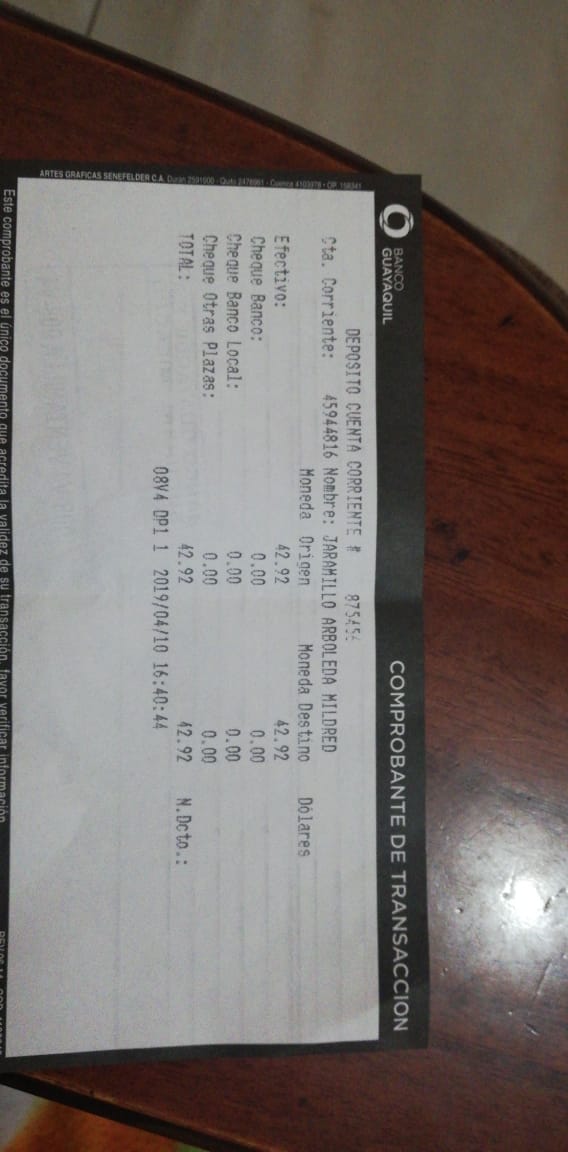 BANCO
GUAYAQUIL
COMPROBANTE DE TRANSACCION
DEPOSITO CUENTA CORRIENTE #
Cta. Corriente: 45944816 Nombre: JARAMILLO ARBOLEDA MILDRED
Moneda Origen Moneda Destino Dólares
Efectivo: 42.92 42.92
Cheque Banco: 0.00 0.00
Cheque Banco Local: 0.00 0.00
Cheque Otras Plazas: 0.00 0.00
TOTAL: 42.92 42.92 N.Dcto.:
08V4 OP1 1 2019/04/10 16:40:44
ARTES GRAFICAS SENEFELDER C.A.
Este comprobante es el único documento que acredita la validez de su transacción, favor verificar información